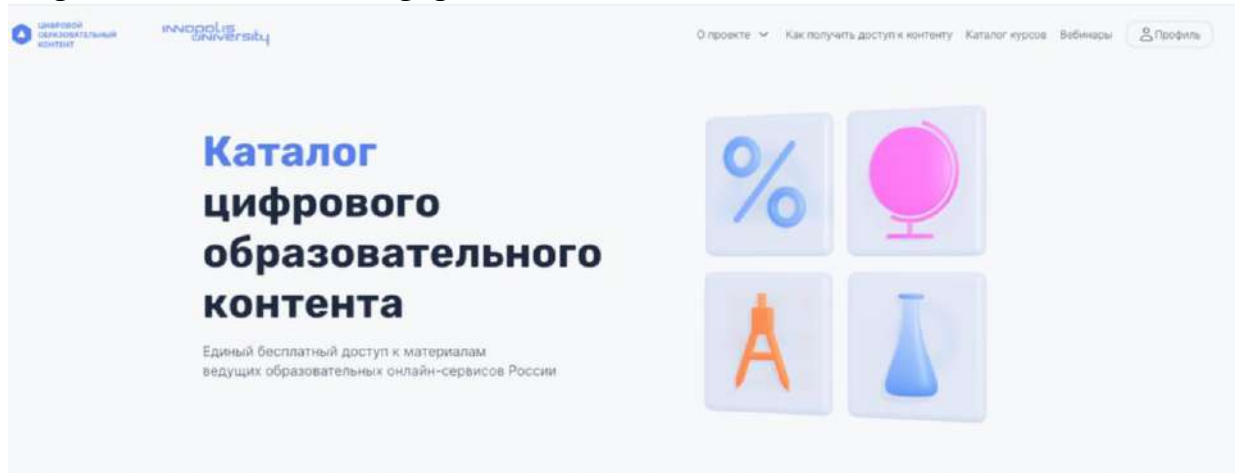 ЦИФРОВОЙ
ОБРАЗОВАТЕЛЬНЫЙ
КОНТЕНТ
INNOPOLIS
UNIVERSITY
О проекте Как получить доступ к контенту Каталог курсов Вебинары Профиль
Каталог
цифрового
образовательного
контента
Единый бесплатный доступ к материалам
ведущих образовательных онлайн-сервисов России